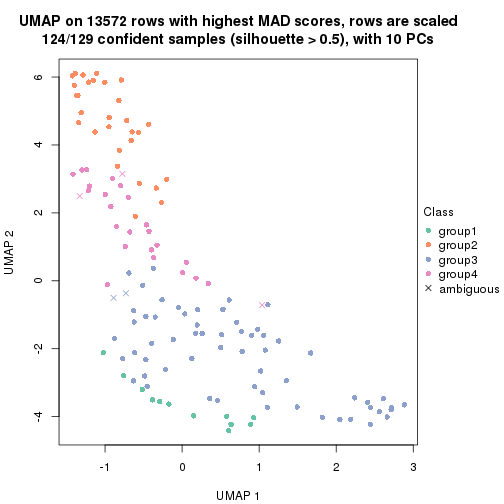 UMAP on 13572 rows with highest MAD scores, rows are scaled
124/129 confident samples (silhouette > 0.5), with 10 PCs
6
4
2
0
-2
-4
UMAP 2
-1
0
1
2
3
UMAP 1
Class
group1
group2
group3
group4
ambiguous